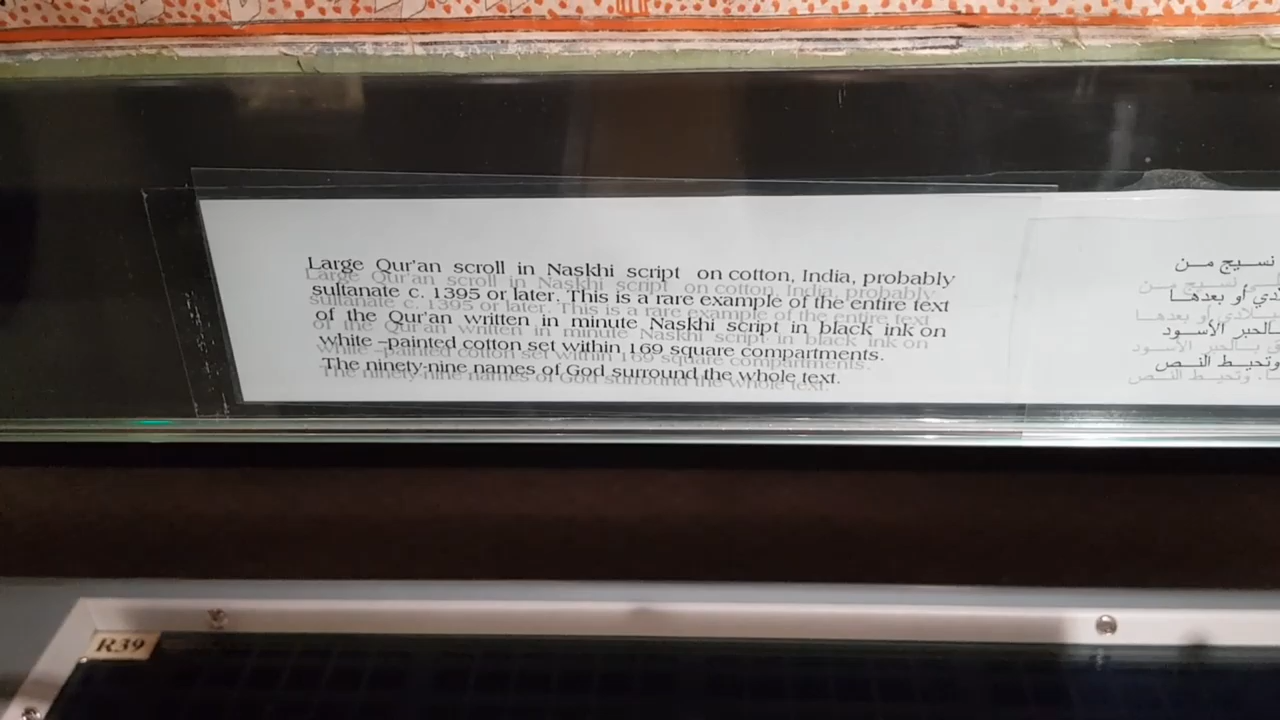 Large Qur'an scroll in Naskhi script on cotton, India, probably
sultanate c. 1395 or later. This is a rare example of the entire text
of the Qur'an written in minute Naskhi script in black ink on
white –painted cotton set within 169 square compartments.
The ninety-nine names of God surround the whole text.
نسيج من
أو بعدها
بالحبر الأسود
وتحيط النص
R39